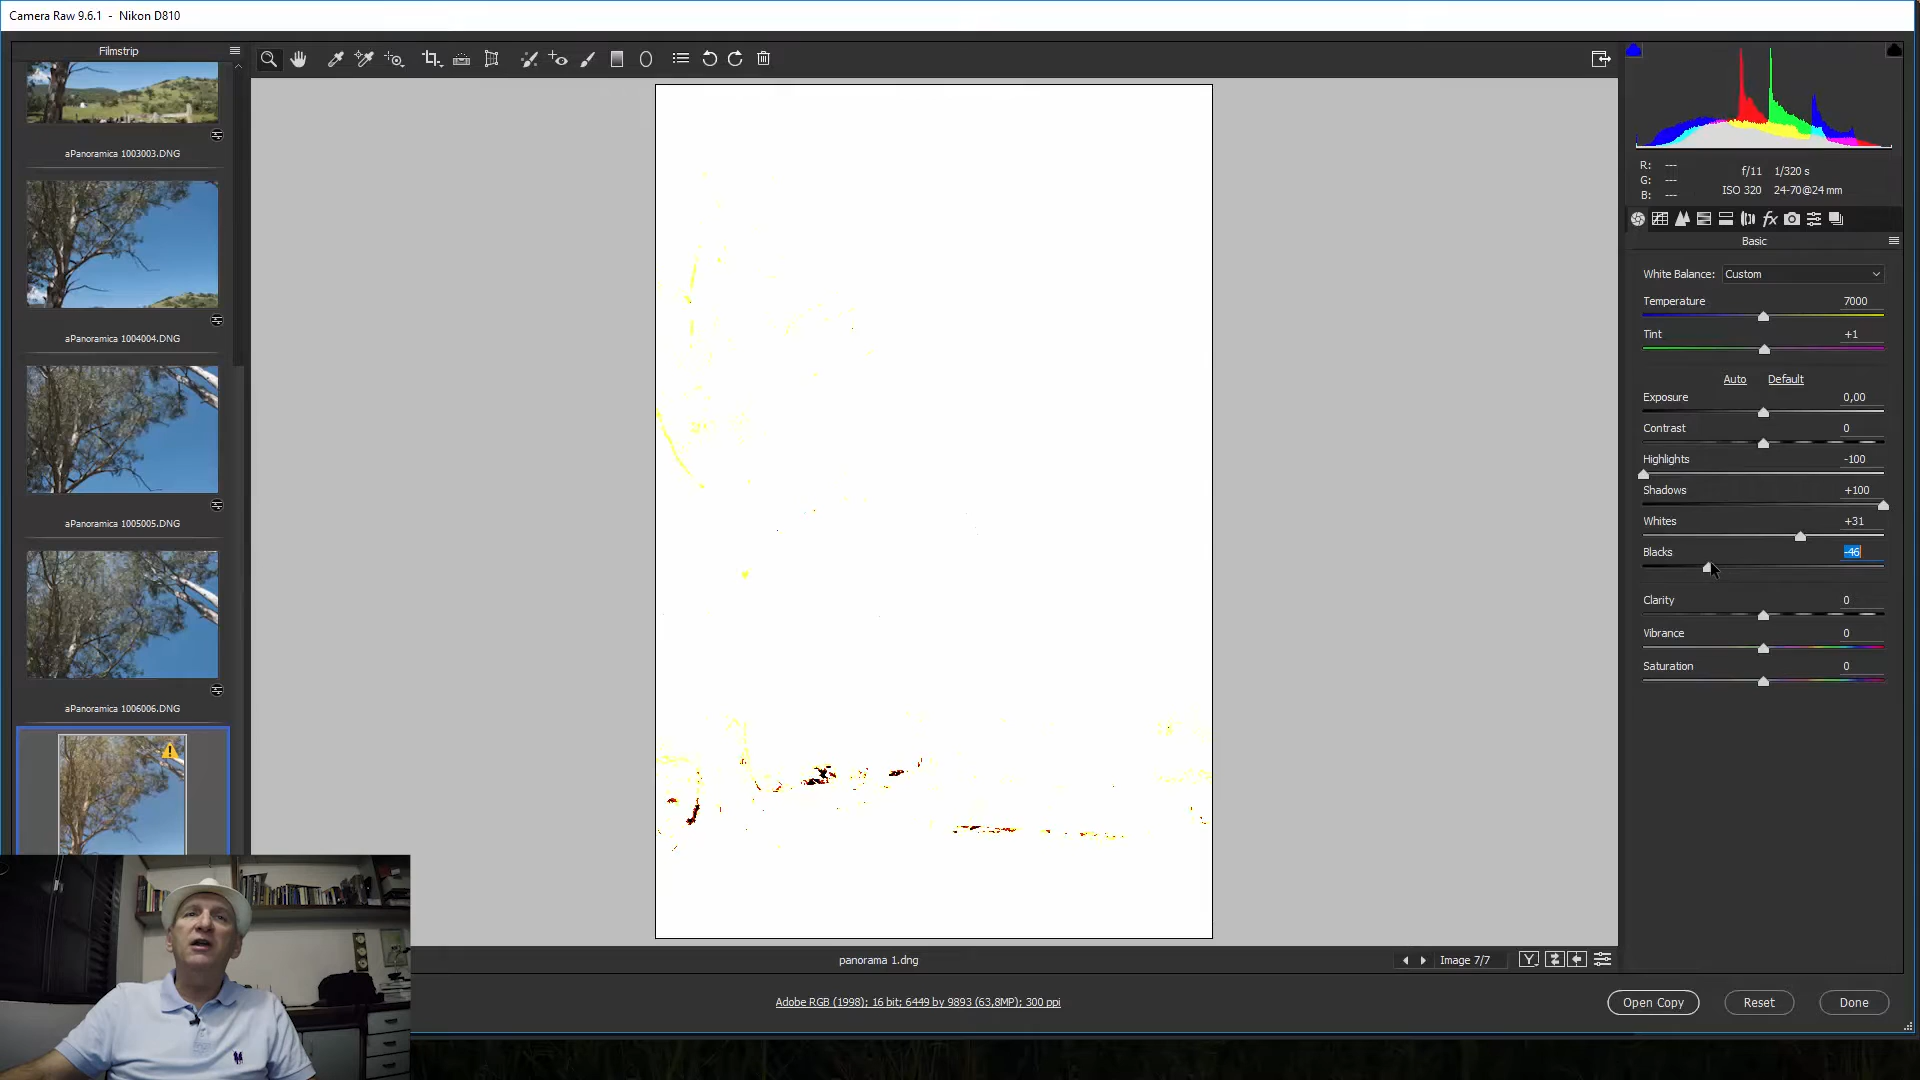 Camera Raw 9.6.1 - Nikon D810
Filmstrip
aPanoramica 1003003.DNG
aPanoramica 1004004.DNG
aPanoramica 1005005.DNG
aPanoramica 1006006.DNG
R: ---
G: ---
B: ---
f/11 1/320 s
ISO 320 24-70@24 mm
fx
Basic
White Balance: Custom
Temperature 7000
Tint +1
Auto Default
Exposure 0,00
Contrast 0
Highlights -100
Shadows +100
Whites +31
Blacks -46
Clarity 0
Vibrance 0
Saturation 0
panorama 1.dng
Image 7/7
Y
Adobe RGB (1998); 16 bit; 6449 by 9893 (63,8MP); 300 ppi
Open Copy
Reset
Done